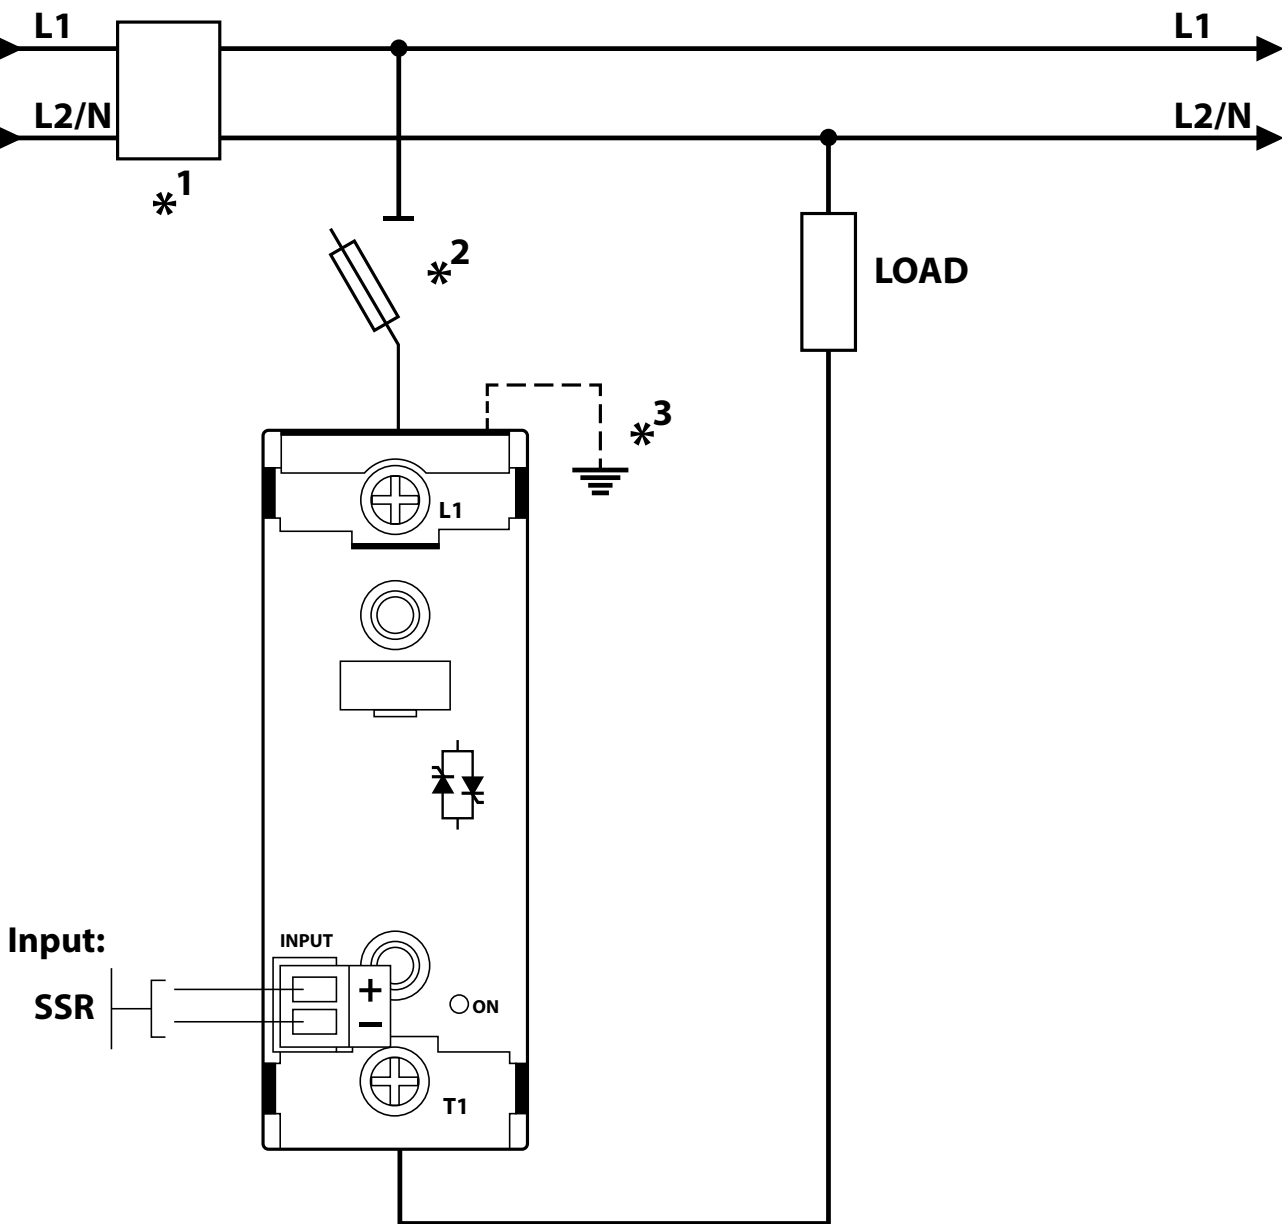 L1
L1
L2/N
L2/N
*1
*2
LOAD
*3
L1
Input:
INPUT
SSR
+
−
ON
T1